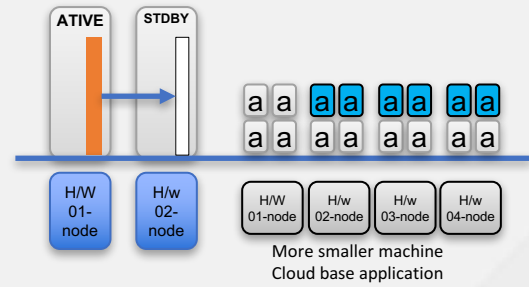 ATIVE
STDBY
a a a a a a a a
a a a a a a a a
H/W
01-
node
H/w
02-
node
H/W
01-node
H/w
02-node
H/w
03-node
H/w
04-node
More smaller machine
Cloud base application